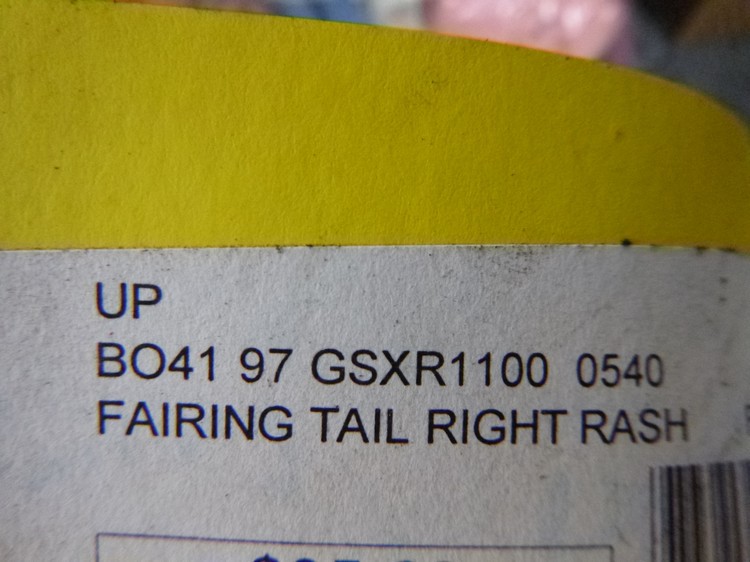 UP
BO41 97 GSXR1100 0540
FAIRING TAIL RIGHT RASH